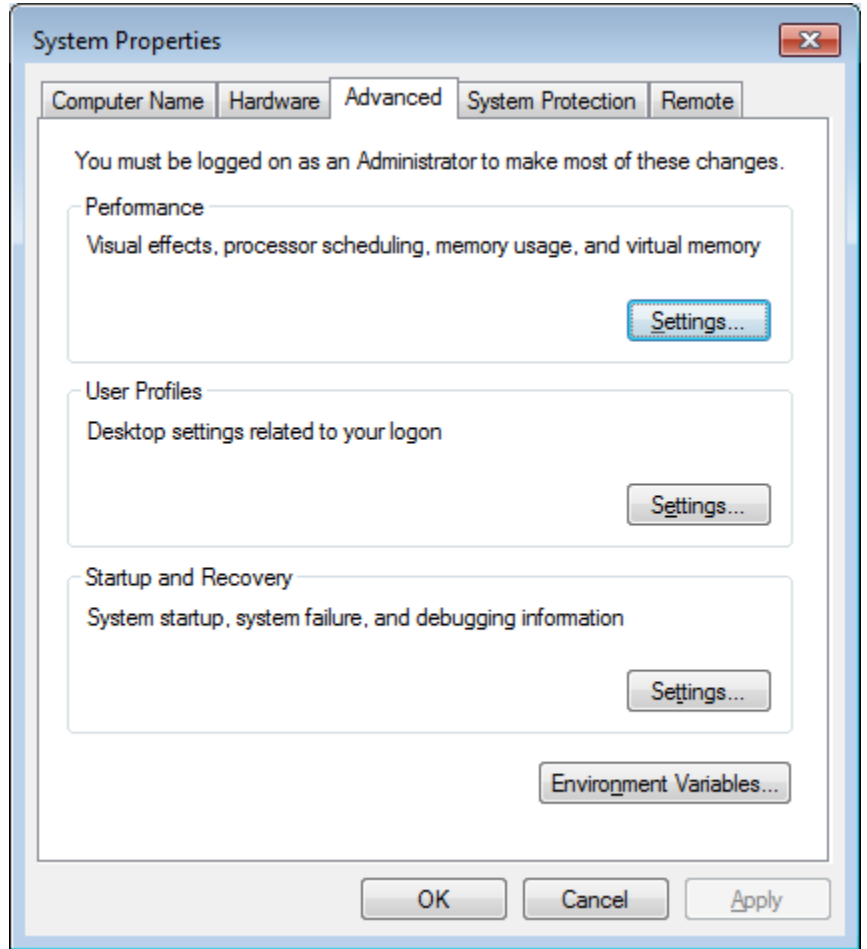 System Properties
Computer Name Hardware Advanced System Protection Remote
You must be logged on as an Administrator to make most of these changes.
Performance
Visual effects, processor scheduling, memory usage, and virtual memory
Settings...
User Profiles
Desktop settings related to your logon
Settings...
Startup and Recovery
System startup, system failure, and debugging information
Settings...
Environment Variables...
OK Cancel Apply